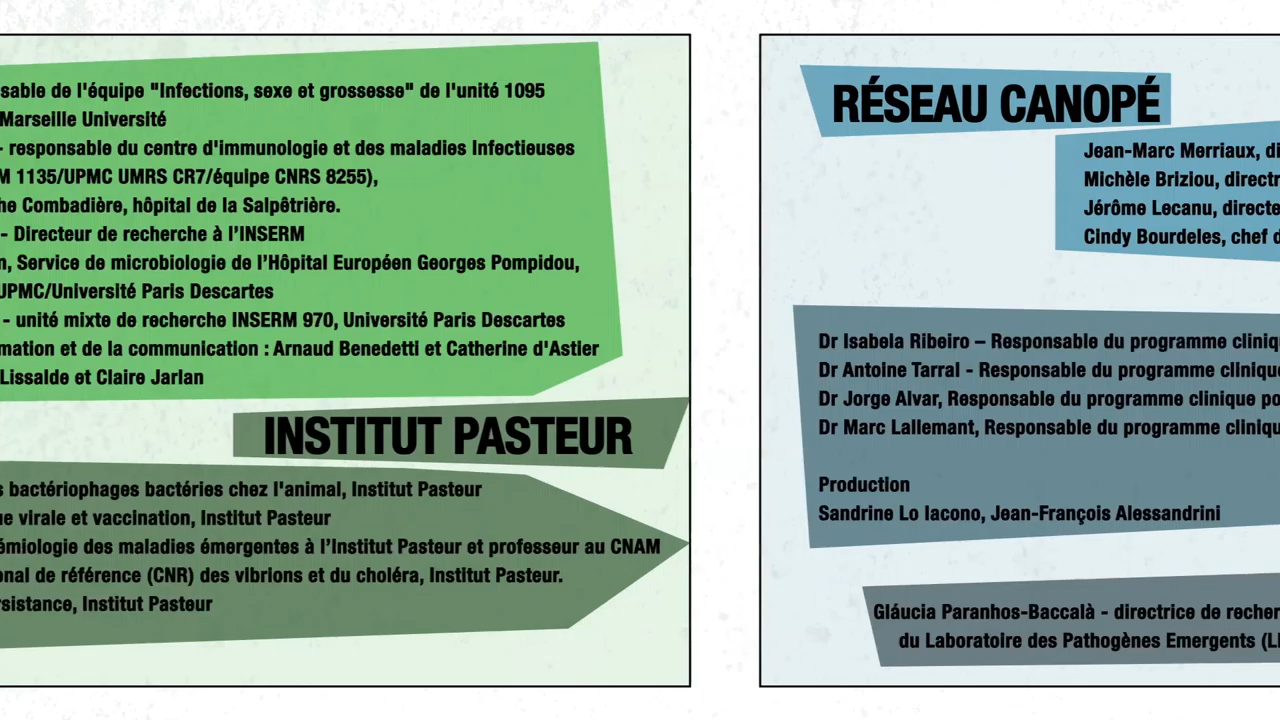 sable de l'équipe "Infections, sexe et grossesse" de l'unité 1095
Marseille Université
- responsable du centre d'immunologie et des maladies Infectieuses
M 1135/UPMC UMRS CR7/équipe CNRS 8255),
he Combadière, hôpital de la Salpêtrière.
- Directeur de recherche à l'INSERM
n, Service de microbiologie de l'Hôpital Européen Georges Pompidou,
UPMC/Université Paris Descartes
- unité mixte de recherche INSERM 970, Université Paris Descartes
mation et de la communication : Arnaud Benedetti et Catherine d'Astier
Lissalde et Claire Jarlan
INSTITUT PASTEUR
s bactériophages bactéries chez l'animal, Institut Pasteur
ue virale et vaccination, Institut Pasteur
émiologie des maladies émergentes à l'Institut Pasteur et professeur au CNAM
onal de référence (CNR) des vibrions et du choléra, Institut Pasteur.
rsistance, Institut Pasteur
RÉSEAU CANOPÉ
Jean-Marc Merriaux, di
Michèle Briziou, directr
Jérôme Lecanu, directe
Cindy Bourdeles, chef d
Dr Isabela Ribeiro – Responsable du programme cliniq
Dr Antoine Tarral - Responsable du programme clinique
Dr Jorge Alvar, Responsable du programme clinique po
Dr Marc Lallemant, Responsable du programme cliniqu
Production
Sandrine Lo Iacono, Jean-François Alessandrini
Gláucia Paranhos-Baccalà - directrice de recher
du Laboratoire des Pathogènes Emergents (L